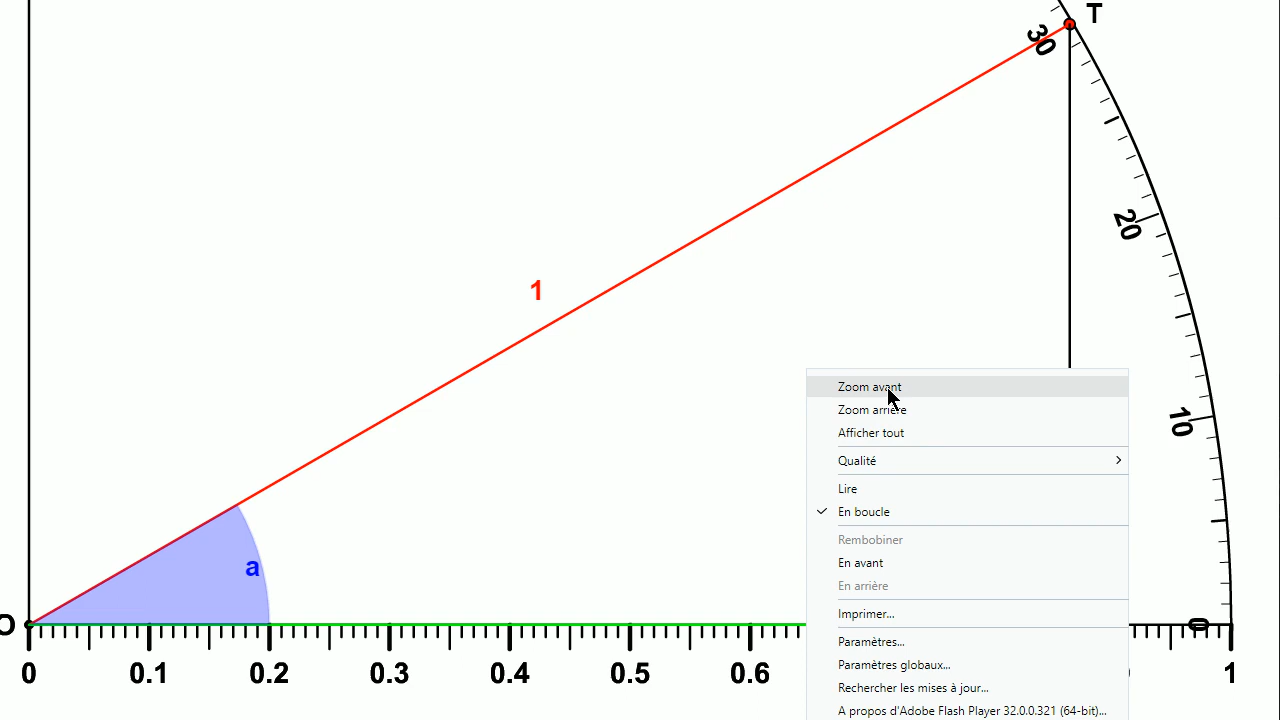 T
30
20
1
10
a
O
0
0 0.1 0.2 0.3 0.4 0.5 0.6 1
Zoom avant
Zoom arrière
Afficher tout
Qualité
Lire
En boucle
Rembobiner
En avant
En arrière
Imprimer...
Paramètres...
Paramètres globaux...
Rechercher les mises à jour...
A propos d'Adobe Flash Player 32.0.0.321 (64-bit)...